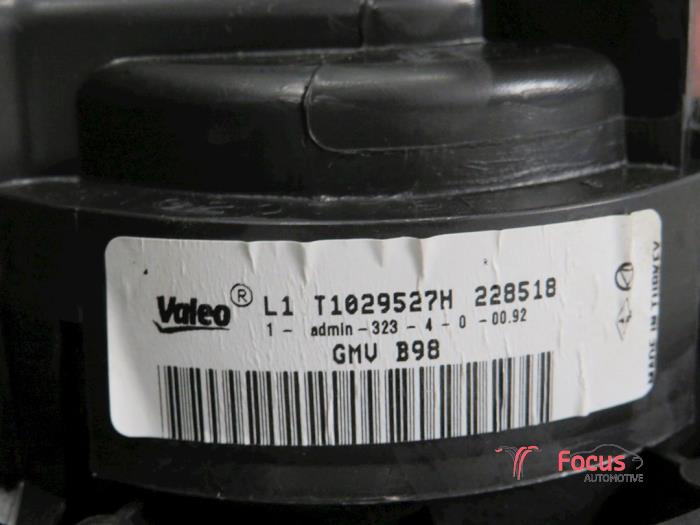 Valeo® L1 T1029527H 228518
1 - admin-323-4-0-00.92
GMV B98
MADE IN TURKEY
Focus
AUTOMOTIVE